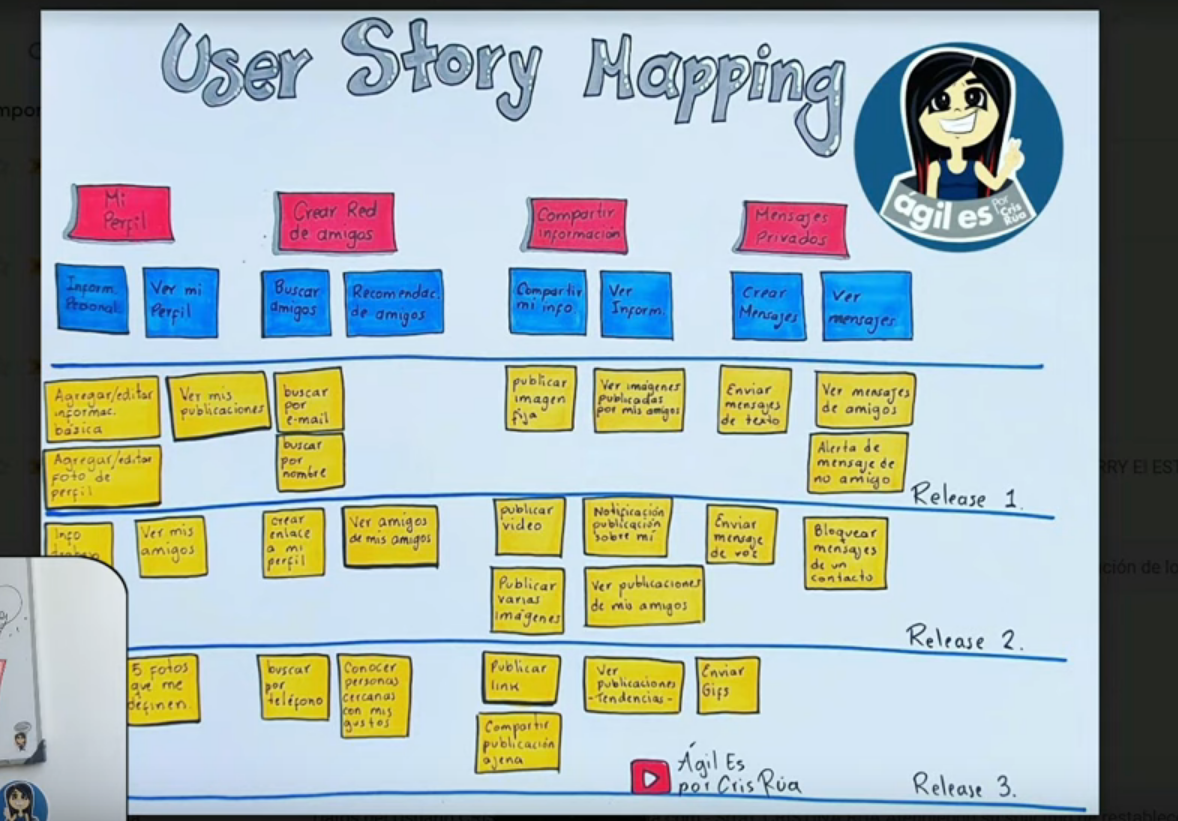 User Story Mapping
ágil es
Por
Cris
Rúa
Mi
Perfil
Crear Red
de amigos
Compartir
información
Mensajes
Privados
Inform.
Personal
Ver mi
Perfil
Buscar
amigos
Recomendac.
de amigos
Compartir
mi info.
Ver
Inform.
Crear
Mensajes
Ver
mensajes
Agregar/editar
informac.
básica
Ver mis
publicaciones
buscar
por
e-mail
publicar
imagen
fija
Ver imágenes
publicadas
por mis amigos
Enviar
mensajes
de texto
Ver mensajes
de amigos
Agregar/editar
foto de
perfil
buscar
por
nombre
Alerta de
mensaje de
no amigo
Release 1.
Info
Ver mis
amigos
crear
enlace
a mi
perfil
Ver amigos
de mis amigos
publicar
video
Notificación
publicación
sobre mí
Enviar
mensaje
de voz
Bloquear
mensajes
de un
contacto
Publicar
varias
imágenes
Ver publicaciones
de mis amigos
Release 2.
5 fotos
que me
definen
buscar
por
teléfono
Conocer
personas
cercanas
con mis
gustos
Publicar
link
Ver
publicaciones
-Tendencias-
Enviar
Gifs
Compartir
publicación
ajena
Ágil Es
por Cris Rúa
Release 3.